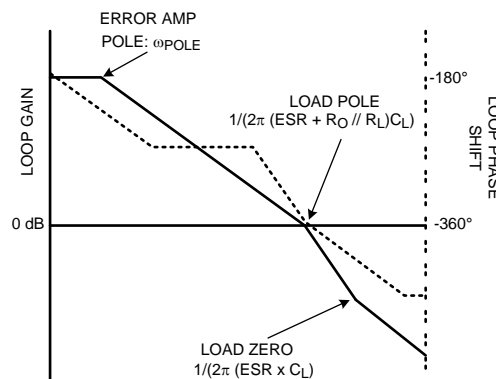 ERROR AMP
POLE: ωPOLE
-180°
LOAD POLE
1/(2π (ESR + RO // RL)CL)
LOOP GAIN
LOOP PHASE
SHIFT
0 dB
-360°
LOAD ZERO
1/(2π (ESR x CL)